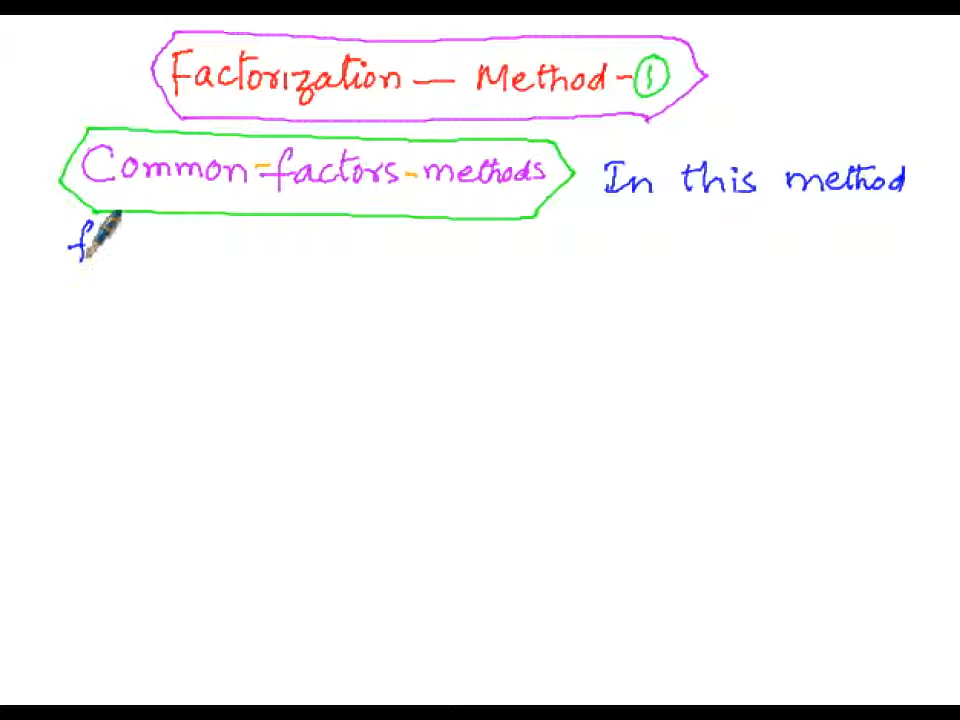 Factorization — Method - 1
Common - factors - methods In this method
f